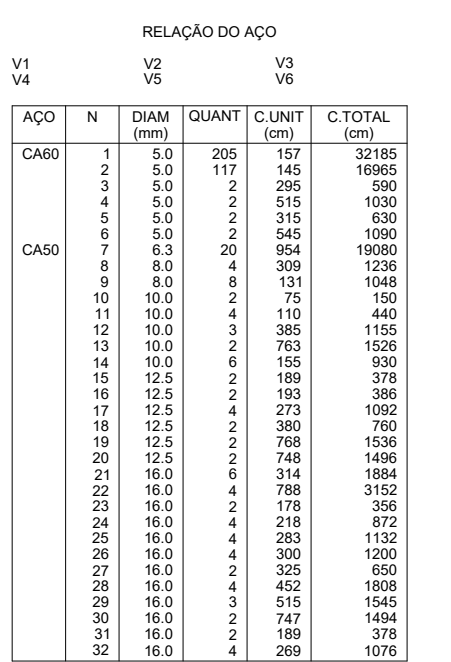 RELAÇÃO DO AÇO
V1 V2 V3
V4 V5 V6
AÇO N DIAM QUANT C.UNIT C.TOTAL
(mm) (cm) (cm)
CA60 1 5.0 205 157 32185
2 5.0 117 145 16965
3 5.0 2 295 590
4 5.0 2 515 1030
5 5.0 2 315 630
6 5.0 2 545 1090
CA50 7 6.3 20 954 19080
8 8.0 4 309 1236
9 8.0 8 131 1048
10 10.0 2 75 150
11 10.0 4 110 440
12 10.0 3 385 1155
13 10.0 2 763 1526
14 10.0 6 155 930
15 12.5 2 189 378
16 12.5 2 193 386
17 12.5 4 273 1092
18 12.5 2 380 760
19 12.5 2 768 1536
20 12.5 2 748 1496
21 16.0 6 314 1884
22 16.0 4 788 3152
23 16.0 2 178 356
24 16.0 4 218 872
25 16.0 4 283 1132
26 16.0 4 300 1200
27 16.0 2 325 650
28 16.0 4 452 1808
29 16.0 3 515 1545
30 16.0 2 747 1494
31 16.0 2 189 378
32 16.0 4 269 1076